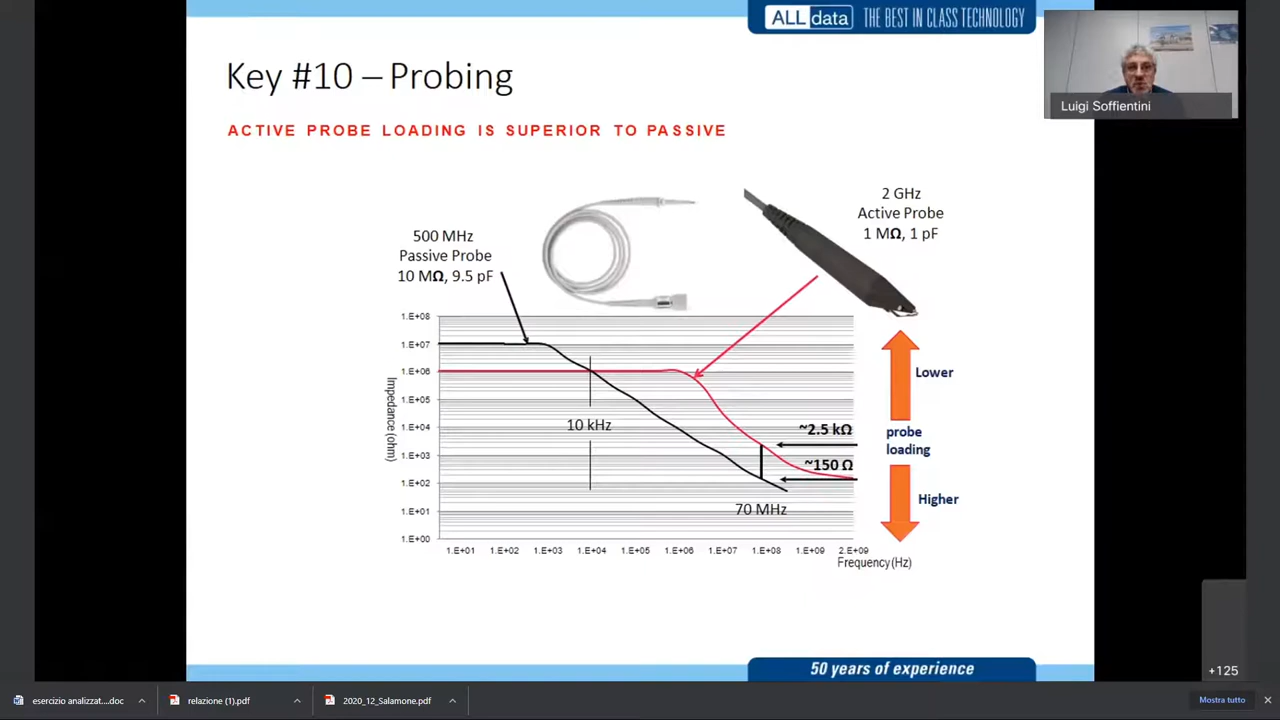 ALLdata THE BEST IN CLASS TECHNOLOGY
Luigi Soffientini
Key #10 – Probing
ACTIVE PROBE LOADING IS SUPERIOR TO PASSIVE
500 MHz
Passive Probe
10 MΩ, 9.5 pF
2 GHz
Active Probe
1 MΩ, 1 pF
Impedance (ohm)
1.E+08
1.E+07
1.E+06
1.E+05
1.E+04
1.E+03
1.E+02
1.E+01
1.E+00
10 kHz
~2.5 kΩ
~150 Ω
70 MHz
Lower
probe
loading
Higher
1.E+01 1.E+02 1.E+03 1.E+04 1.E+05 1.E+06 1.E+07 1.E+08 1.E+09 2.E+09
Frequency (Hz)
50 years of experience
+125
esercizio analizzat....doc relazione (1).pdf 2020_12_Salamone.pdf Mostra tutto